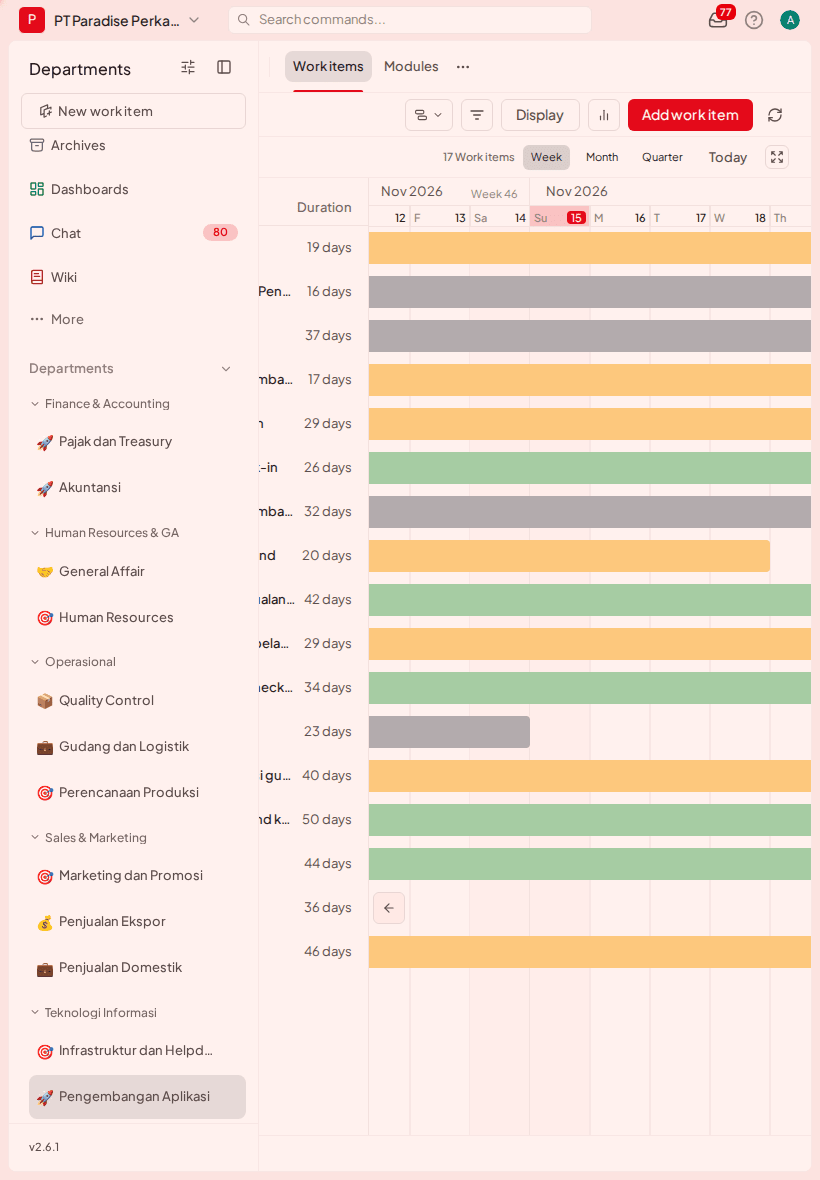 P PT Paradise Perka... Search commands... 77 A
Departments
New work item
Archives
Dashboards
Chat 80
Wiki
More
Departments
Finance & Accounting
Pajak dan Treasury
Akuntansi
Human Resources & GA
General Affair
Human Resources
Operasional
Quality Control
Gudang dan Logistik
Perencanaan Produksi
Sales & Marketing
Marketing dan Promosi
Penjualan Ekspor
Penjualan Domestik
Teknologi Informasi
Infrastruktur dan Helpd...
Pengembangan Aplikasi
v2.6.1
Work items Modules
Display Add work item
17 Work items Week Month Quarter Today
Nov 2026 Week 46 Nov 2026
Duration
12 F 13 Sa 14 Su 15 M 16 T 17 W 18 Th
19 days
Pen... 16 days
37 days
mba... 17 days
29 days
-in 26 days
mba... 32 days
nd 20 days
alan... 42 days
pela... 29 days
eck... 34 days
23 days
i gu... 40 days
nd k... 50 days
44 days
36 days
46 days